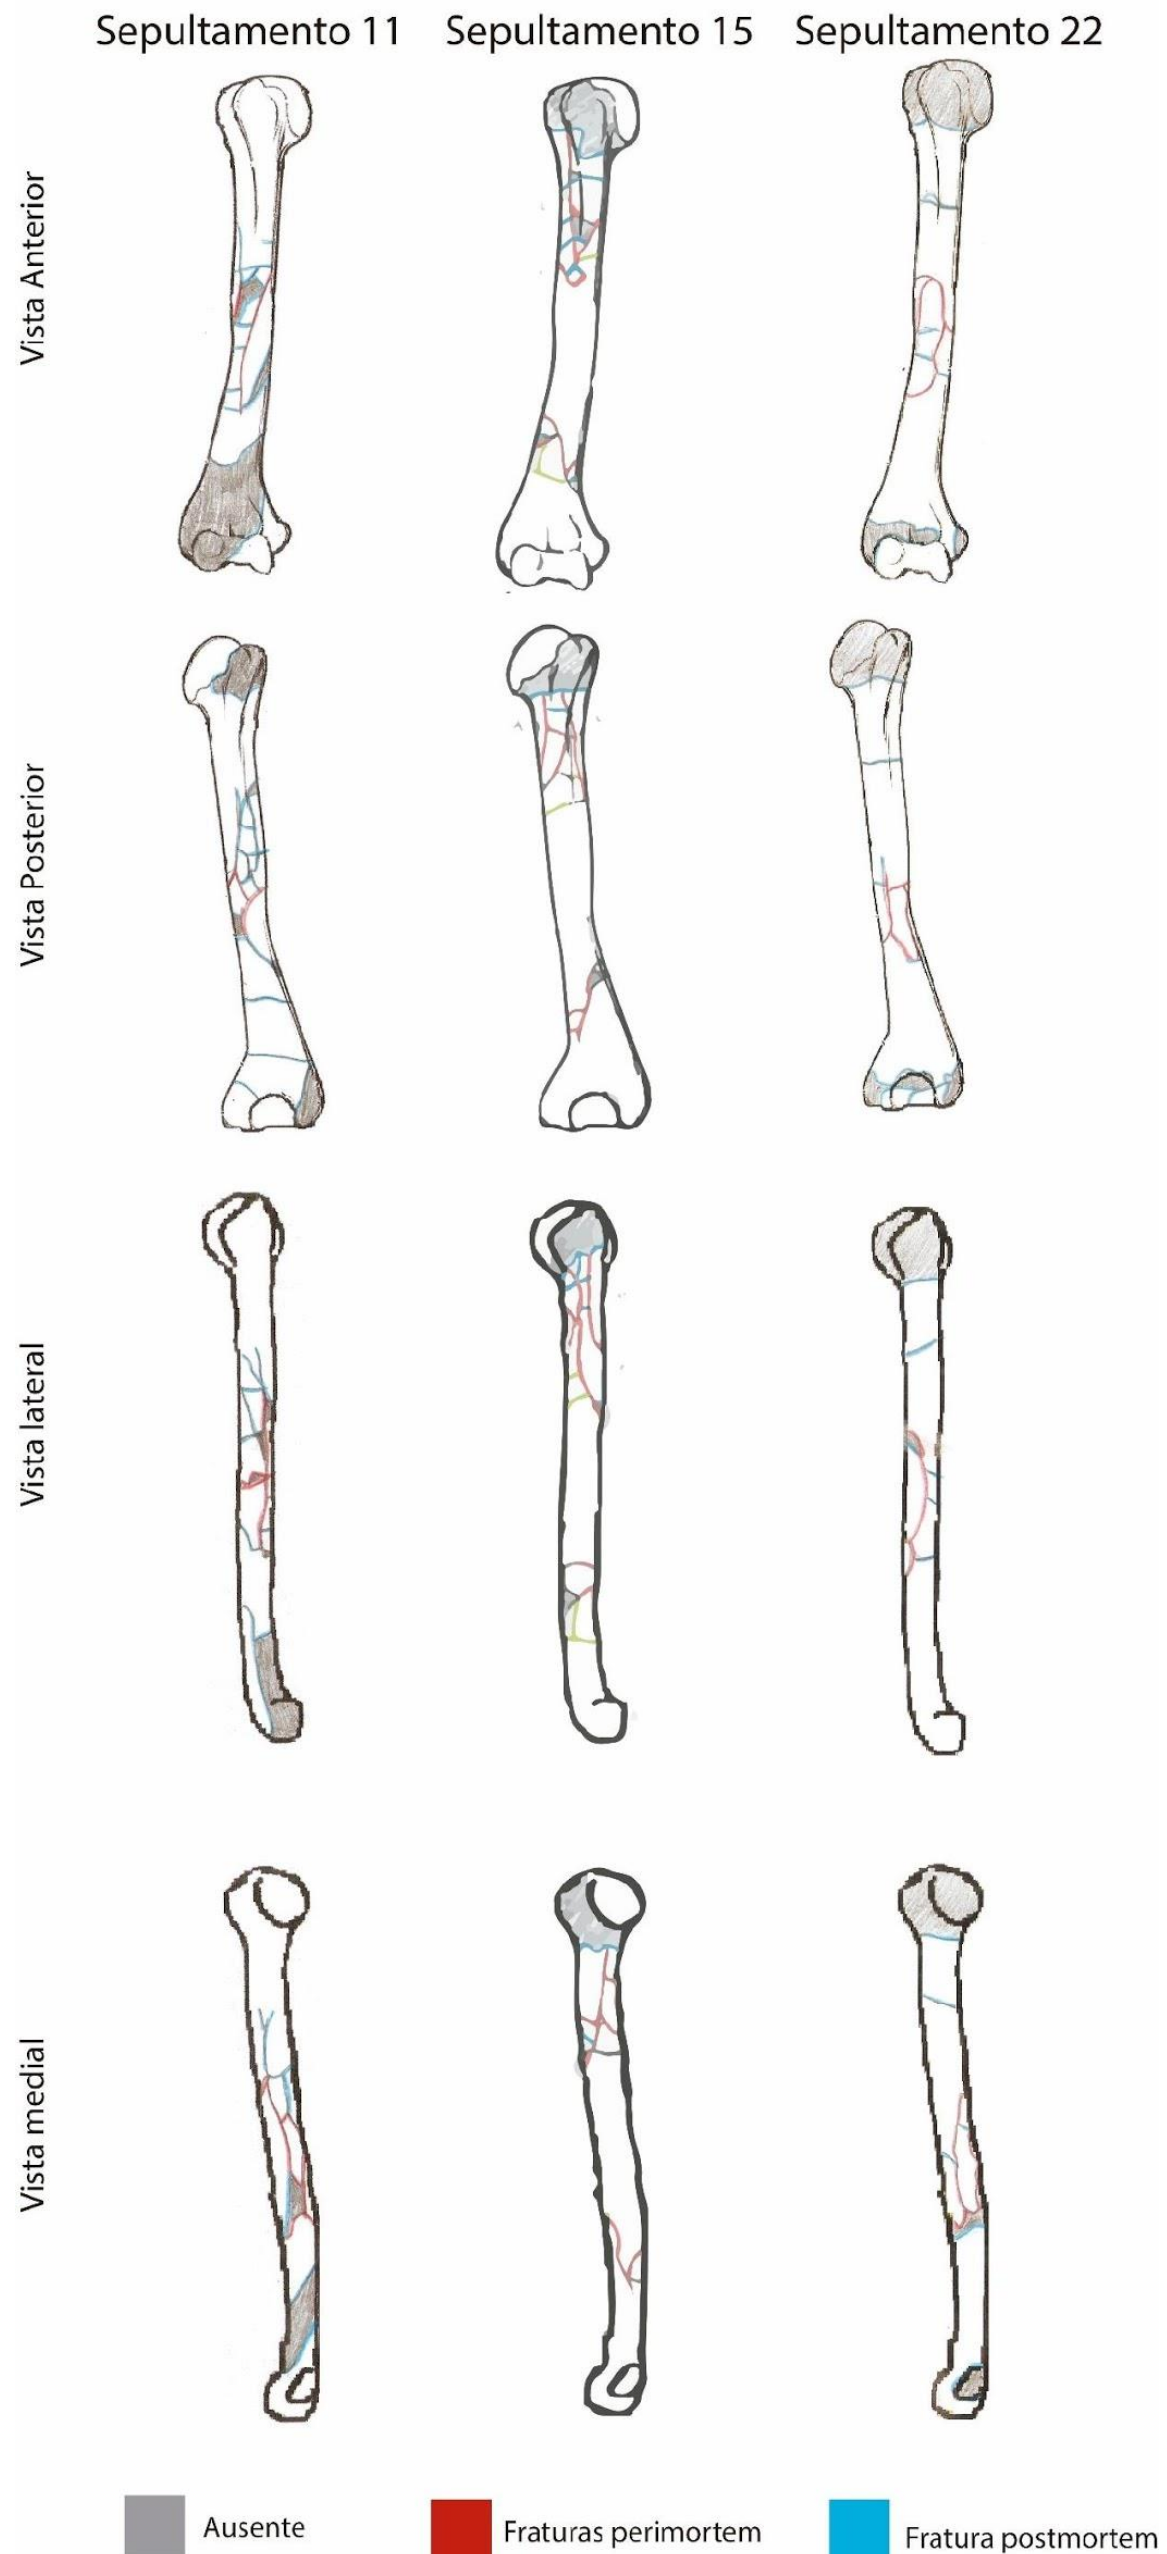 Sepultamento 11
Sepultamento 15
Sepultamento 22
Vista Anterior
Vista Posterior
Vista lateral
Vista medial
Ausente
Fraturas perimortem
Fratura postmortem